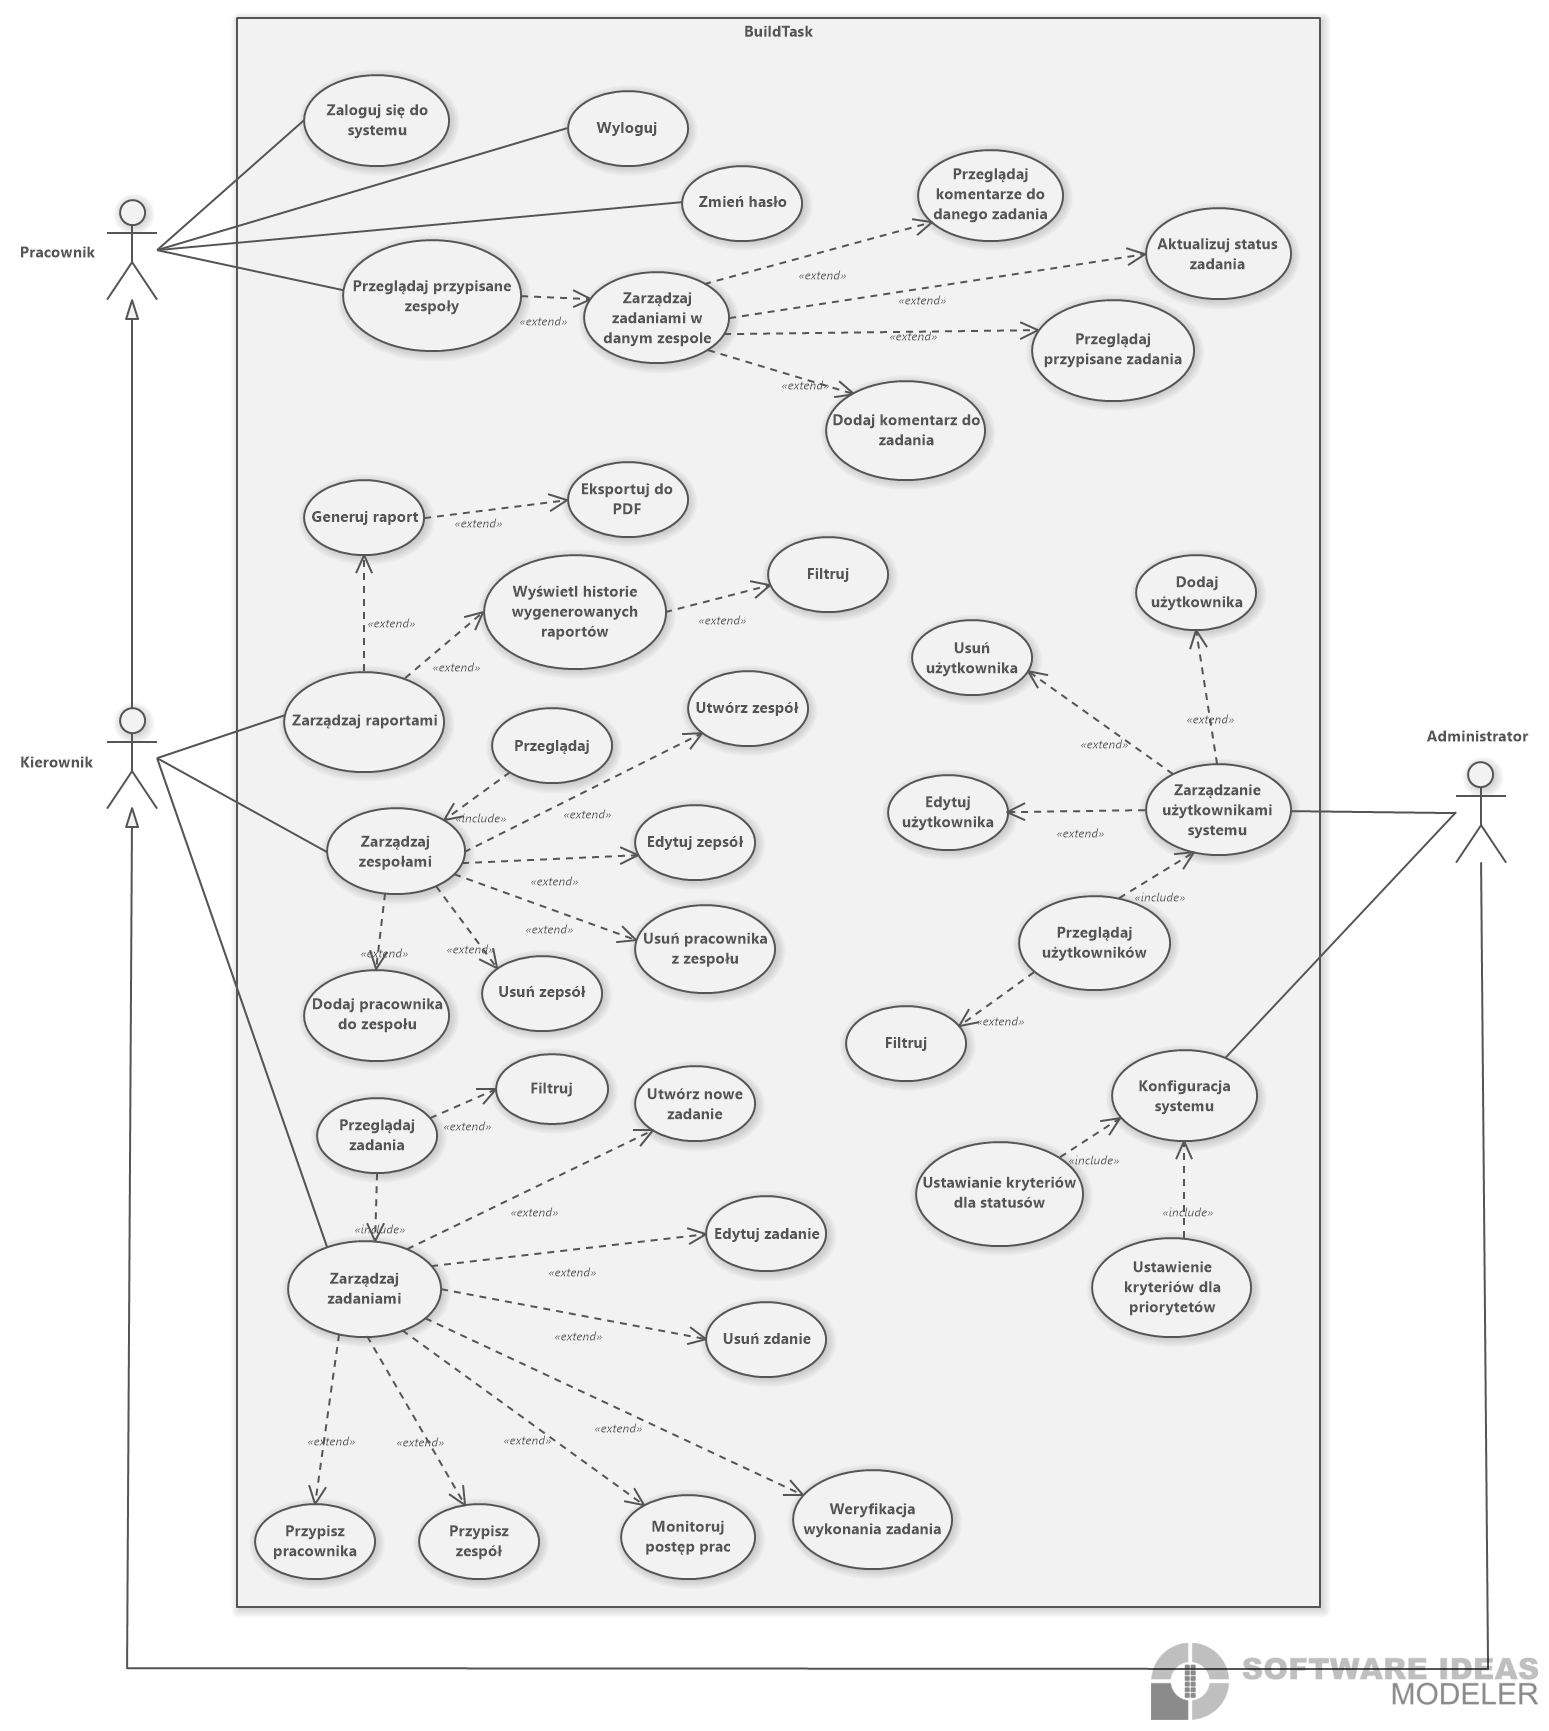 BuildTask
Zaloguj się do
systemu
Wyloguj
Zmień hasło
Przeglądaj
komentarze do
danego zadania
Aktualizuj status
zadania
Pracownik
Przeglądaj przypisane
zespoły
«extend»
Zarządzaj
zadaniami w
danym zespole
«extend»
«extend»
«extend»
«extend»
Przeglądaj
przypisane zadania
Dodaj komentarz do
zadania
Generuj raport
«extend»
Eksportuj do
PDF
«extend»
Wyświetl historie
wygenerowanych
raportów
«extend»
Filtruj
«extend»
Zarządzaj raportami
Dodaj
użytkownika
Usuń
użytkownika
«extend»
«extend»
Edytuj
użytkownika
«extend»
Zarządzanie
użytkownikami
systemu
Administrator
Kierownik
Przeglądaj
«include»
Utwórz zespół
«extend»
Zarządzaj
zespołami
Edytuj zepsół
«extend»
Usuń pracownika
z zespołu
«extend»
«extend»
«extend»
Usuń zepsół
Dodaj pracownika
do zespołu
«include»
Przeglądaj
użytkowników
«extend»
Filtruj
Konfiguracja
systemu
«include»
Ustawianie kryteriów
dla statusów
«include»
Ustawienie
kryteriów dla
priorytetów
Filtruj
«extend»
Przeglądaj
zadania
«include»
Utwórz nowe
zadanie
«extend»
Edytuj zadanie
«extend»
Zarządzaj
zadaniami
Usuń zdanie
«extend»
«extend»
«extend»
«extend»
«extend»
Przypisz
pracownika
Przypisz
zespół
Monitoruj
postęp prac
Weryfikacja
wykonania zadania
SOFTWARE IDEAS
MODELER